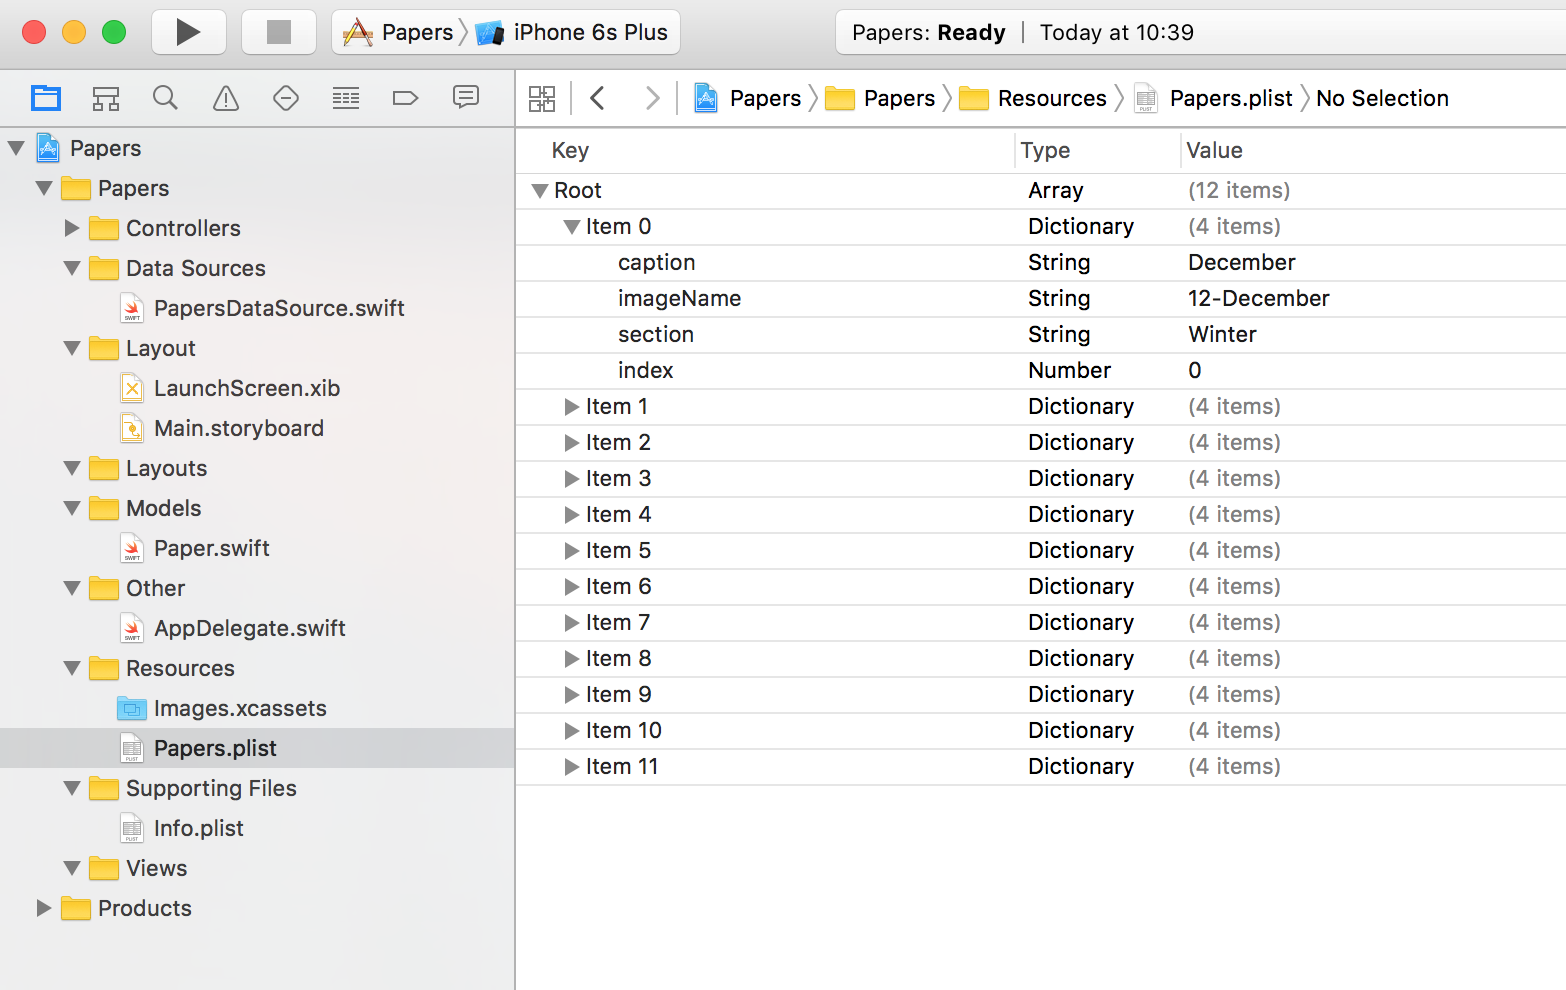 Papers iPhone 6s Plus Papers: Ready Today at 10:39
Papers Papers Resources Papers.plist No Selection
Papers
Papers
Controllers
Data Sources
PapersDataSource.swift
Layout
LaunchScreen.xib
Main.storyboard
Layouts
Models
Paper.swift
Other
AppDelegate.swift
Resources
Images.xcassets
Papers.plist
Supporting Files
Info.plist
Views
Products
Key Type Value
Root Array (12 items)
Item 0 Dictionary (4 items)
caption String December
imageName String 12-December
section String Winter
index Number 0
Item 1 Dictionary (4 items)
Item 2 Dictionary (4 items)
Item 3 Dictionary (4 items)
Item 4 Dictionary (4 items)
Item 5 Dictionary (4 items)
Item 6 Dictionary (4 items)
Item 7 Dictionary (4 items)
Item 8 Dictionary (4 items)
Item 9 Dictionary (4 items)
Item 10 Dictionary (4 items)
Item 11 Dictionary (4 items)